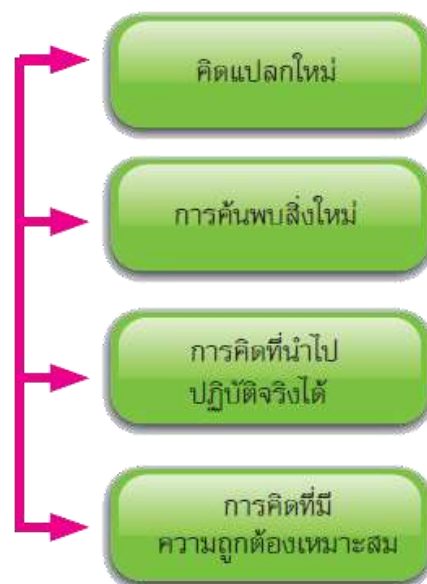 คิดแปลกใหม่
การค้นพบสิ่งใหม่
การคิดที่นำไป
ปฏิบัติจริงได้
การคิดที่มี
ความถูกต้องเหมาะสม